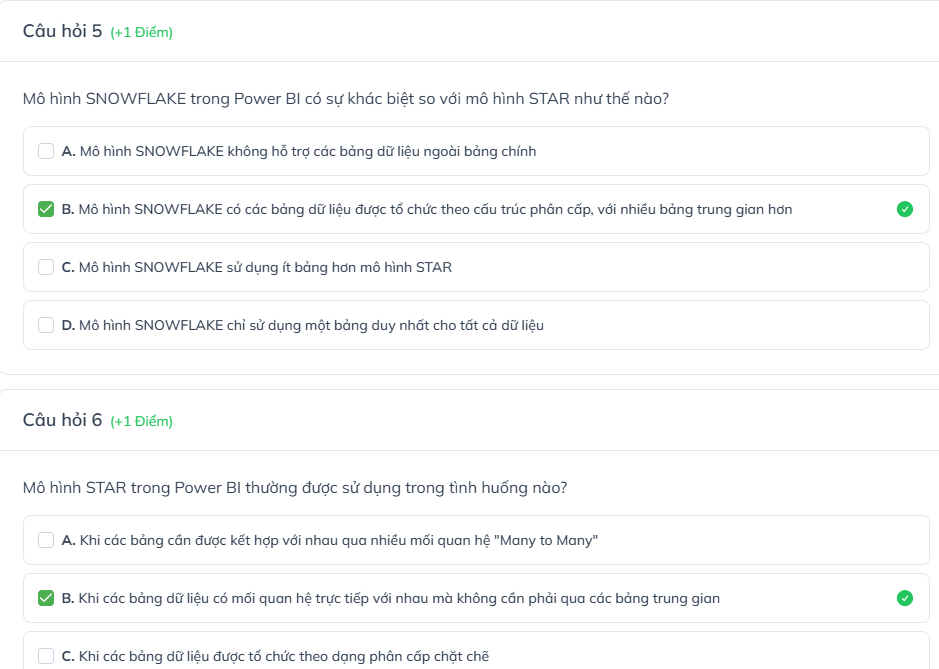 Câu hỏi 5 (+1 Điểm)
Mô hình SNOWFLAKE trong Power BI có sự khác biệt so với mô hình STAR như thế nào?
A. Mô hình SNOWFLAKE không hỗ trợ các bảng dữ liệu ngoài bảng chính
B. Mô hình SNOWFLAKE có các bảng dữ liệu được tổ chức theo cấu trúc phân cấp, với nhiều bảng trung gian hơn
C. Mô hình SNOWFLAKE sử dụng ít bảng hơn mô hình STAR
D. Mô hình SNOWFLAKE chỉ sử dụng một bảng duy nhất cho tất cả dữ liệu
Câu hỏi 6 (+1 Điểm)
Mô hình STAR trong Power BI thường được sử dụng trong tình huống nào?
A. Khi các bảng cần được kết hợp với nhau qua nhiều mối quan hệ "Many to Many"
B. Khi các bảng dữ liệu có mối quan hệ trực tiếp với nhau mà không cần phải qua các bảng trung gian
C. Khi các bảng dữ liệu được tổ chức theo dạng phân cấp chặt chẽ